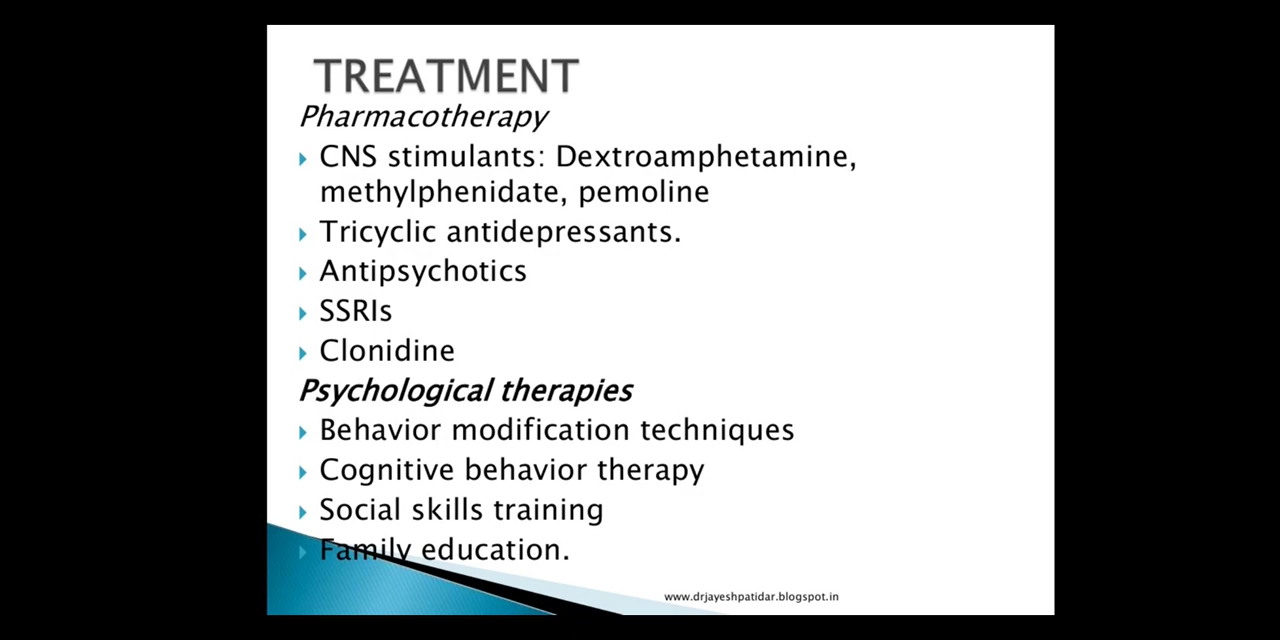 TREATMENT
Pharmacotherapy
CNS stimulants: Dextroamphetamine,
methylphenidate, pemoline
Tricyclic antidepressants.
Antipsychotics
SSRIs
Clonidine
Psychological therapies
Behavior modification techniques
Cognitive behavior therapy
Social skills training
Family education.
www.drjayeshpatidar.blogspot.in